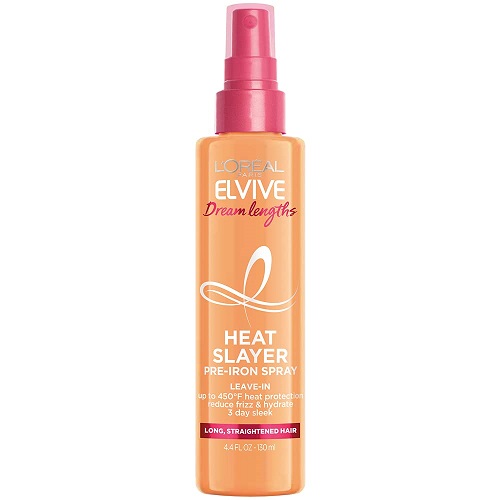 L'ORÉAL
PARIS
ELVIVE
Dream lengths
HEAT
SLAYER
PRE-IRON SPRAY
LEAVE-IN
up to 450°F heat protection
reduce frizz & hydrate
3 day sleek
LONG, STRAIGHTENED HAIR
4.4 FL·OZ - 130 ml